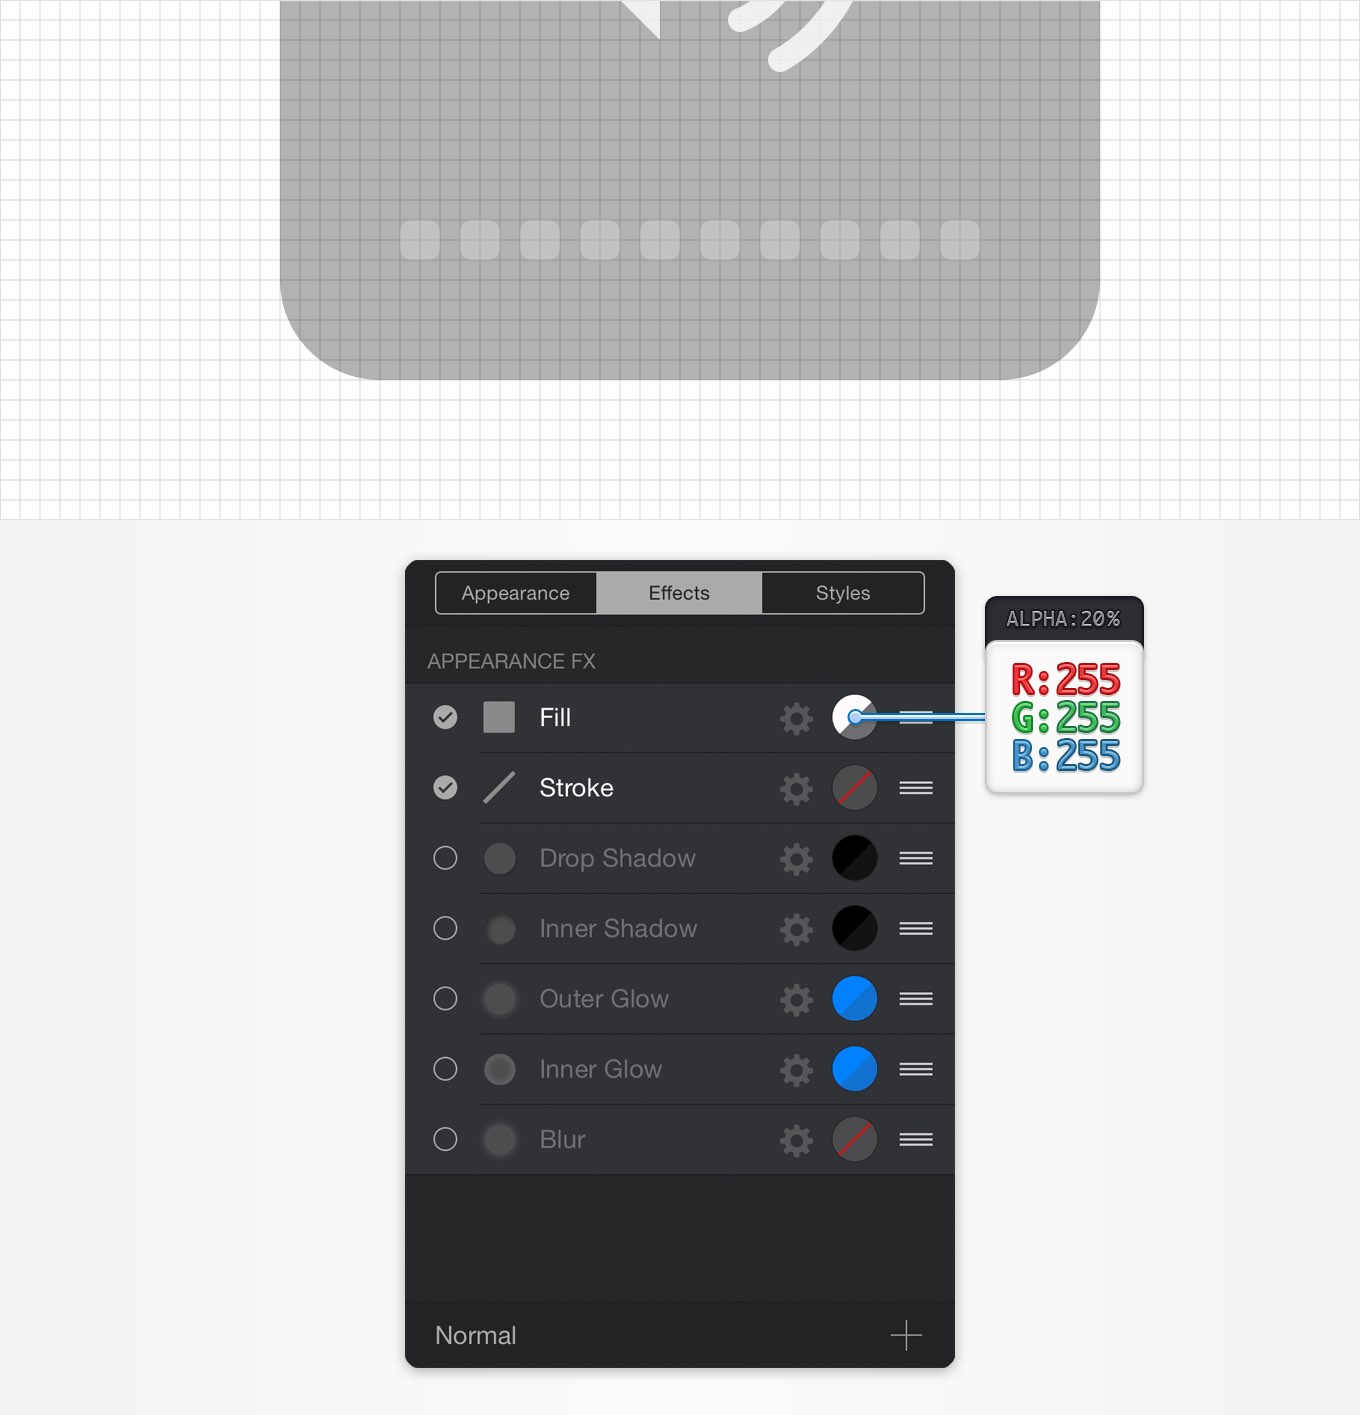 Appearance
Effects
Styles
ALPHA:20%
APPEARANCE FX
R:255
G:255
B:255
Fill
Stroke
Drop Shadow
Inner Shadow
Outer Glow
Inner Glow
Blur
Normal